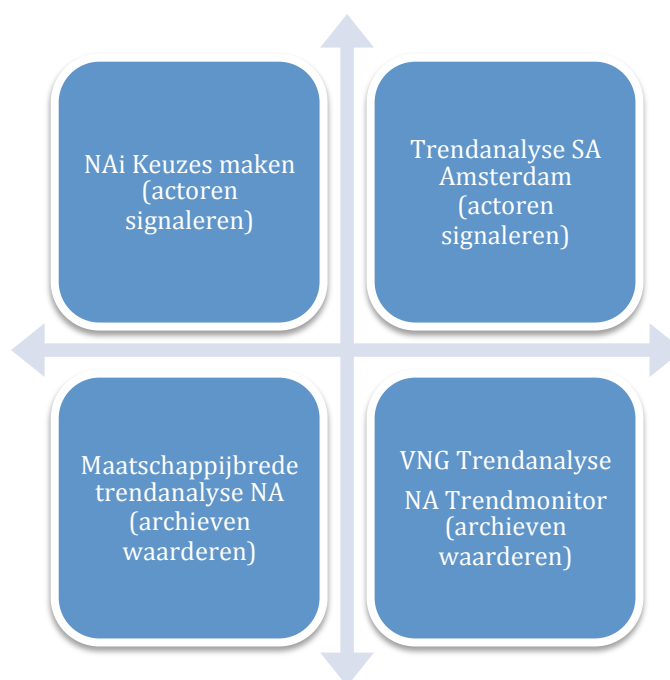 NAi Keuzes maken
(actoren
signaleren)
Trendanalyse SA
Amsterdam
(actoren
signaleren)
Maatschappijbrede
trendanalyse NA
(archieven
waarderen)
VNG Trendanalyse
NA Trendmonitor
(archieven
waarderen)